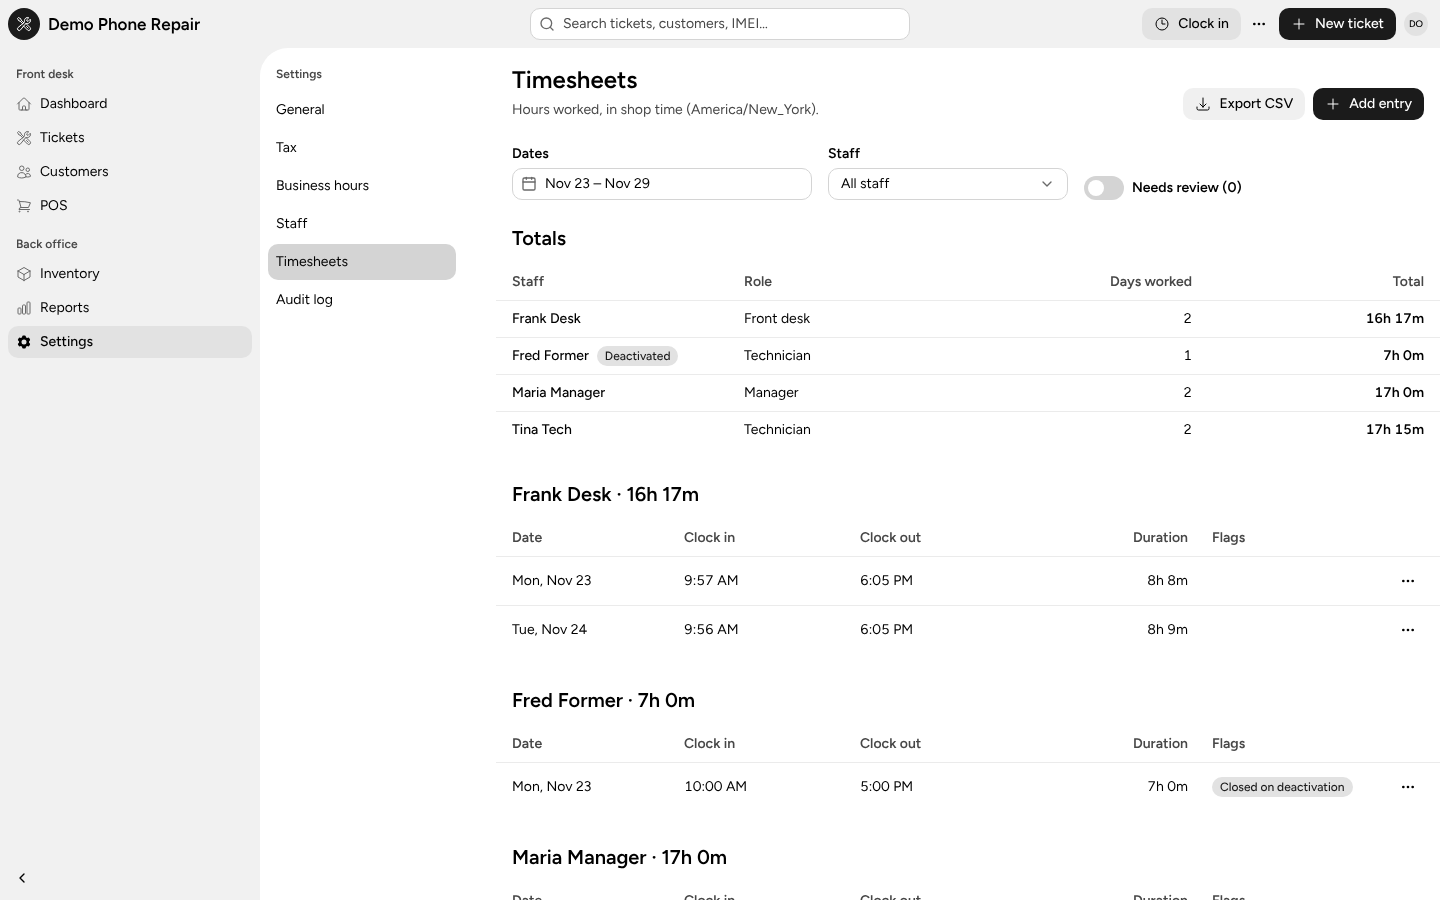 Demo Phone Repair
Search tickets, customers, IMEI...
Clock in
New ticket
DO
Front desk
Dashboard
Tickets
Customers
POS
Back office
Inventory
Reports
Settings
Settings
General
Tax
Business hours
Staff
Timesheets
Audit log
Timesheets
Hours worked, in shop time (America/New_York).
Export CSV
Add entry
Dates
Nov 23 – Nov 29
Staff
All staff
Needs review (0)
Totals
Staff Role Days worked Total
Frank Desk Front desk 2 16h 17m
Fred Former Deactivated Technician 1 7h 0m
Maria Manager Manager 2 17h 0m
Tina Tech Technician 2 17h 15m
Frank Desk · 16h 17m
Date Clock in Clock out Duration Flags
Mon, Nov 23 9:57 AM 6:05 PM 8h 8m
Tue, Nov 24 9:56 AM 6:05 PM 8h 9m
Fred Former · 7h 0m
Date Clock in Clock out Duration Flags
Mon, Nov 23 10:00 AM 5:00 PM 7h 0m Closed on deactivation
Maria Manager · 17h 0m
Date Clock in Clock out Duration Flags